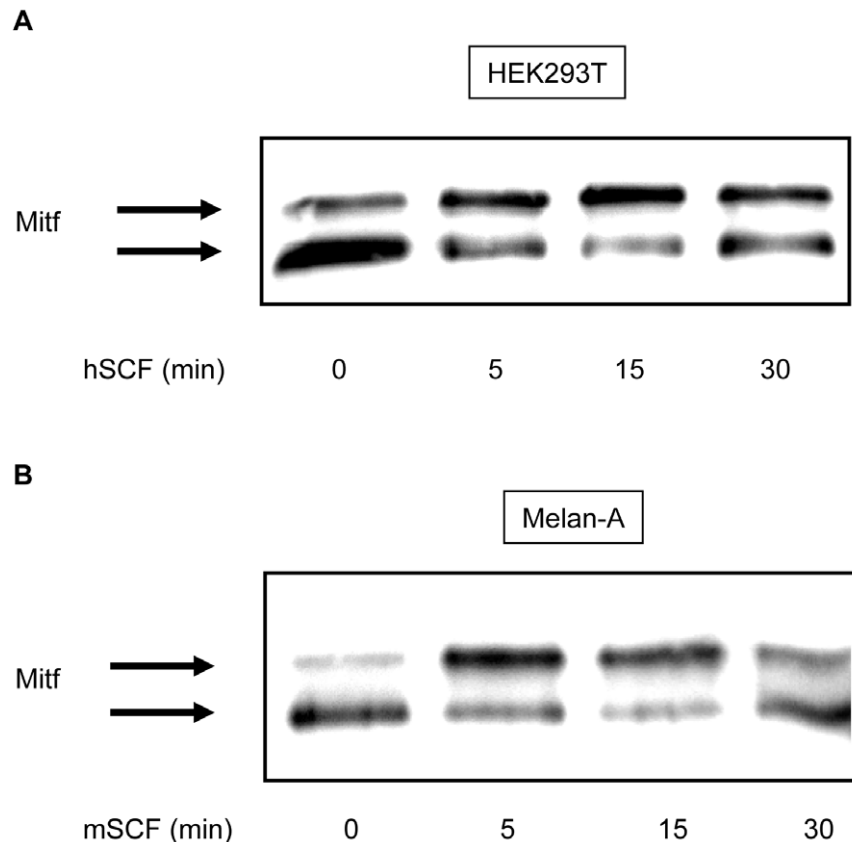 A
HEK293T
Mitf
hSCF (min) 0 5 15 30
B
Melan-A
Mitf
mSCF (min) 0 5 15 30